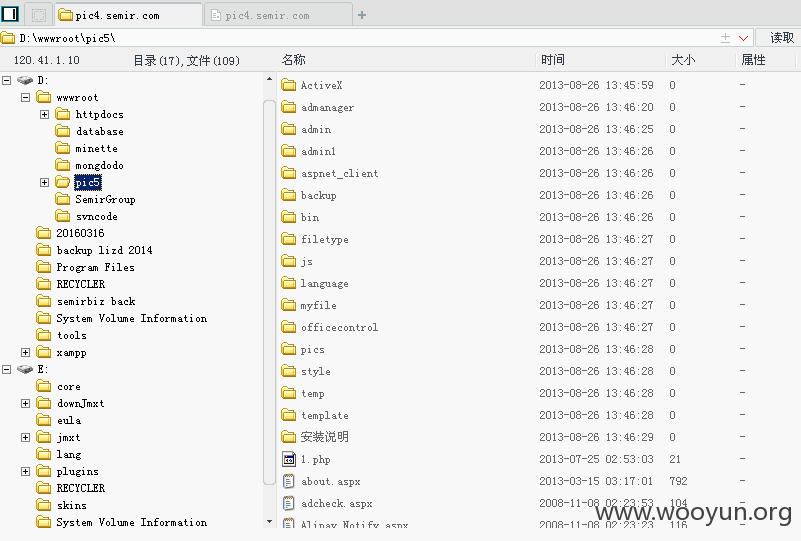 pic4.semir.com pic4.semir.com
D:\wwwroot\pic5\ 读取
120.41.1.10 目录(17),文件(109) 名称 时间 大小 属性
D:
wwwroot
httpdocs
database
minette
mongdodo
pic5
SemirGroup
svncode
20160316
backup lizd 2014
Program Files
RECYCLER
semirbiz back
System Volume Information
tools
xampp
E:
core
downJmxt
eula
jmxt
lang
plugins
RECYCLER
skins
System Volume Information
ActiveX 2013-08-26 13:45:59 0 -
admanager 2013-08-26 13:46:20 0 -
admin 2013-08-26 13:46:25 0 -
admin1 2013-08-26 13:46:26 0 -
aspnet_client 2013-08-26 13:46:26 0 -
backup 2013-08-26 13:46:26 0 -
bin 2013-08-26 13:46:26 0 -
filetype 2013-08-26 13:46:27 0 -
js 2013-08-26 13:46:27 0 -
language 2013-08-26 13:46:27 0 -
myfile 2013-08-26 13:46:27 0 -
officecontrol 2013-08-26 13:46:27 0 -
pics 2013-08-26 13:46:28 0 -
style 2013-08-26 13:46:28 0 -
temp 2013-08-26 13:46:28 0 -
template 2013-08-26 13:46:28 0 -
安装说明 2013-08-26 13:46:29 0 -
1.php 2013-07-25 02:53:03 21 -
about.aspx 2013-03-15 03:17:01 792 -
adcheck.aspx 2008-11-08 02:23:53 104 -
Alipay_Notify.aspx 2008-11-08 02:23:23 116 -
www.wooyun.org